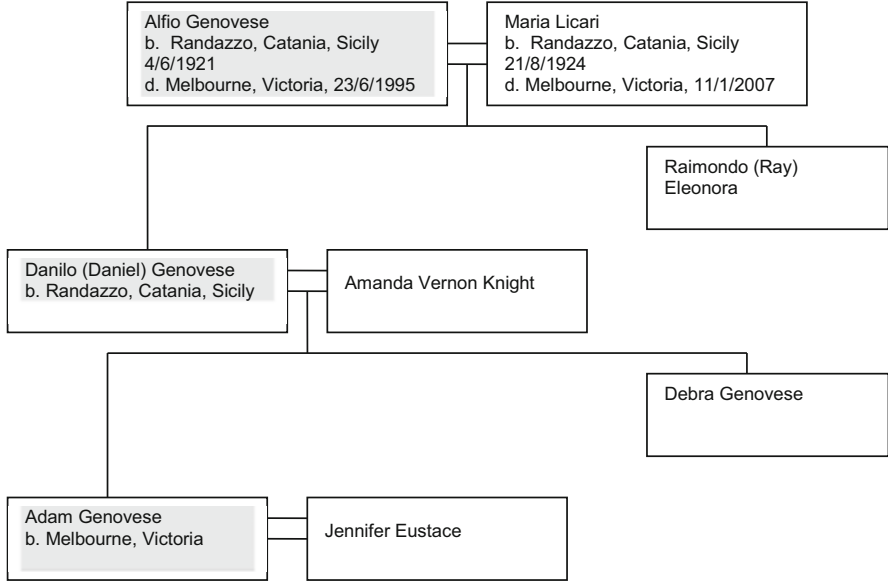 Alfio Genovese
b. Randazzo, Catania, Sicily
4/6/1921
d. Melbourne, Victoria, 23/6/1995
Maria Licari
b. Randazzo, Catania, Sicily
21/8/1924
d. Melbourne, Victoria, 11/1/2007
Raimondo (Ray)
Eleonora
Danilo (Daniel) Genovese
b. Randazzo, Catania, Sicily
Amanda Vernon Knight
Debra Genovese
Adam Genovese
b. Melbourne, Victoria
Jennifer Eustace